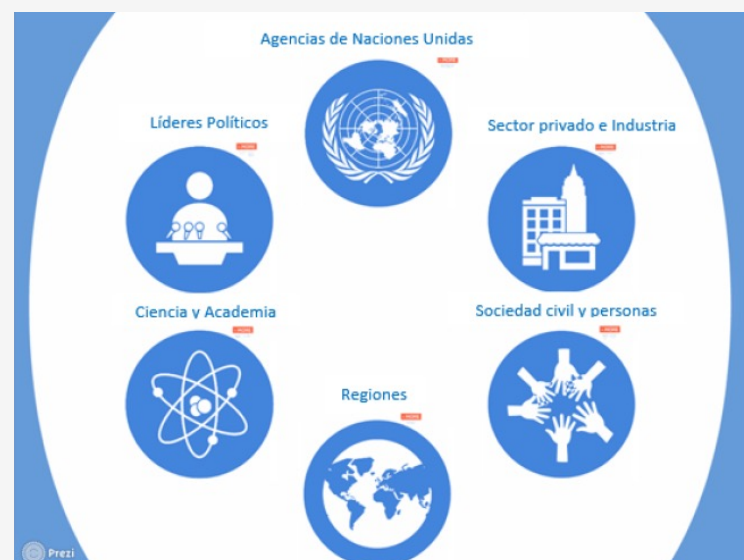 Agencias de Naciones Unidas
Líderes Políticos
Sector privado e Industria
Ciencia y Academia
Sociedad civil y personas
Regiones
Prezi